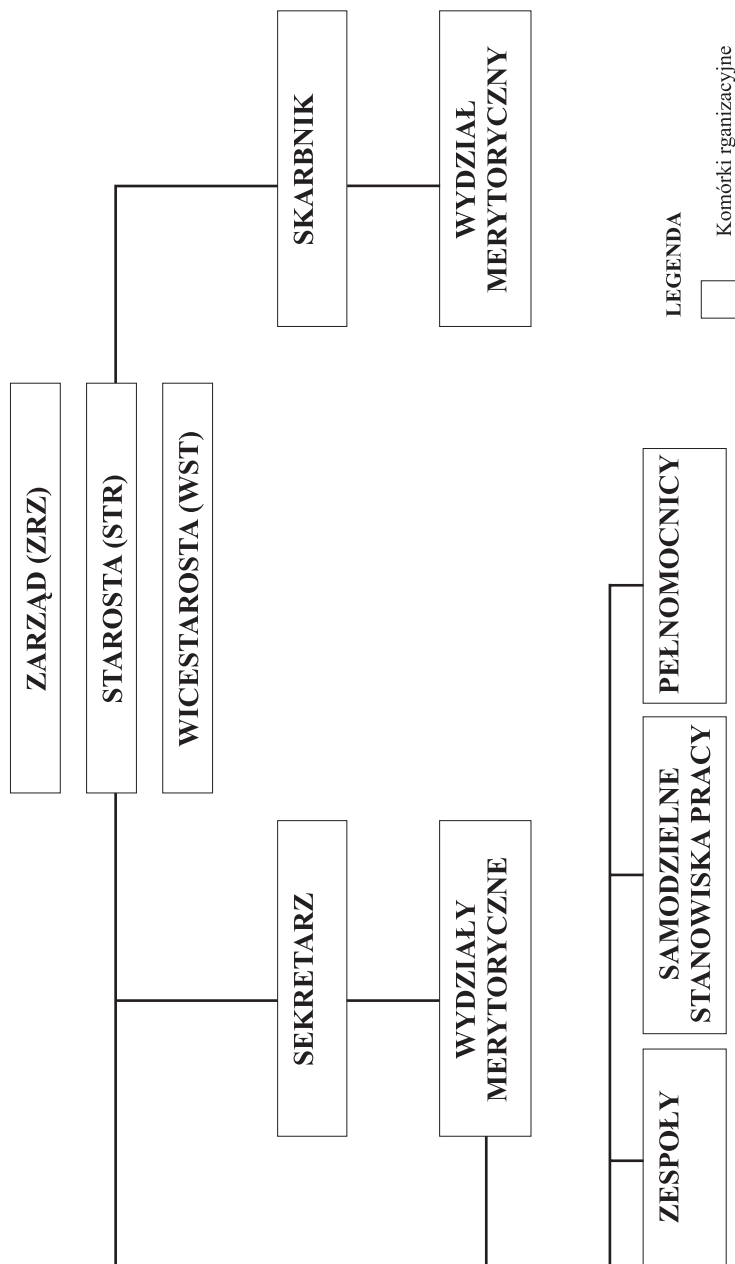 ZARZĄD (ZRZ)
STAROSTA (STR)
WICESTAROSTA (WST)
SEKRETARZ
SKARBNIK
WYDZIAŁY
MERYTORYCZNE
WYDZIAŁ
MERYTORYCZNY
ZESPOŁY
SAMODZIELNE
STANOWISKA PRACY
PEŁNOMOCNICY
LEGENDA
Komórki rganizacyjne